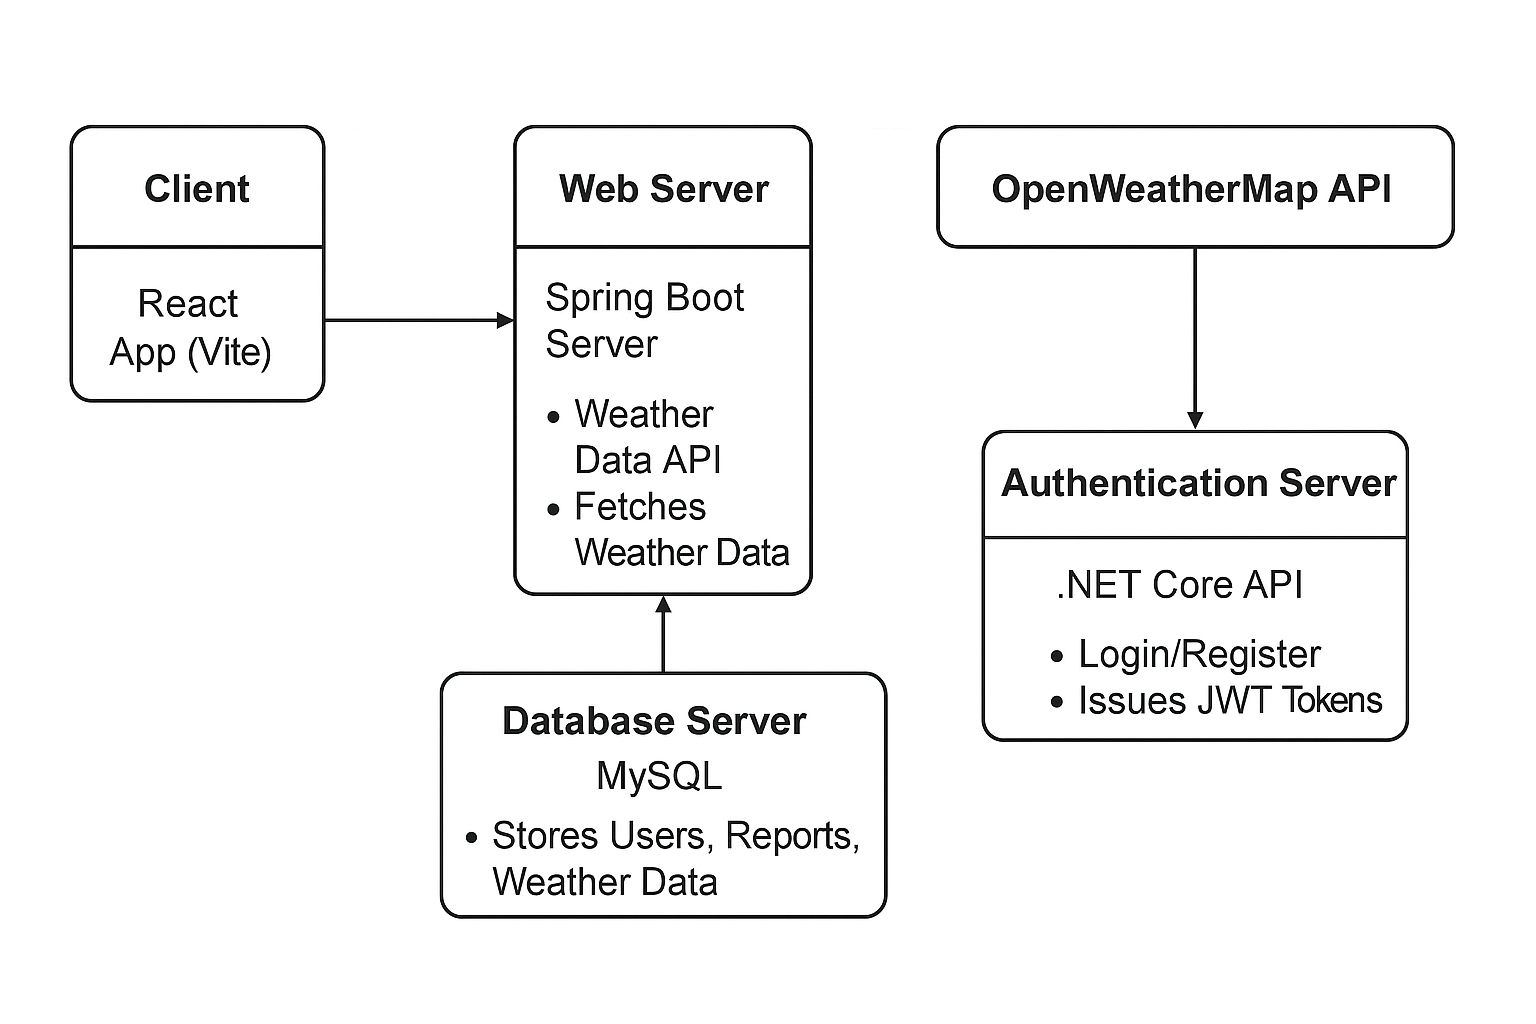 Client
React
App (Vite)
Web Server
Spring Boot
Server
• Weather
Data API
• Fetches
Weather Data
OpenWeatherMap API
Authentication Server
.NET Core API
• Login/Register
• Issues JWT Tokens
Database Server
MySQL
• Stores Users, Reports,
Weather Data